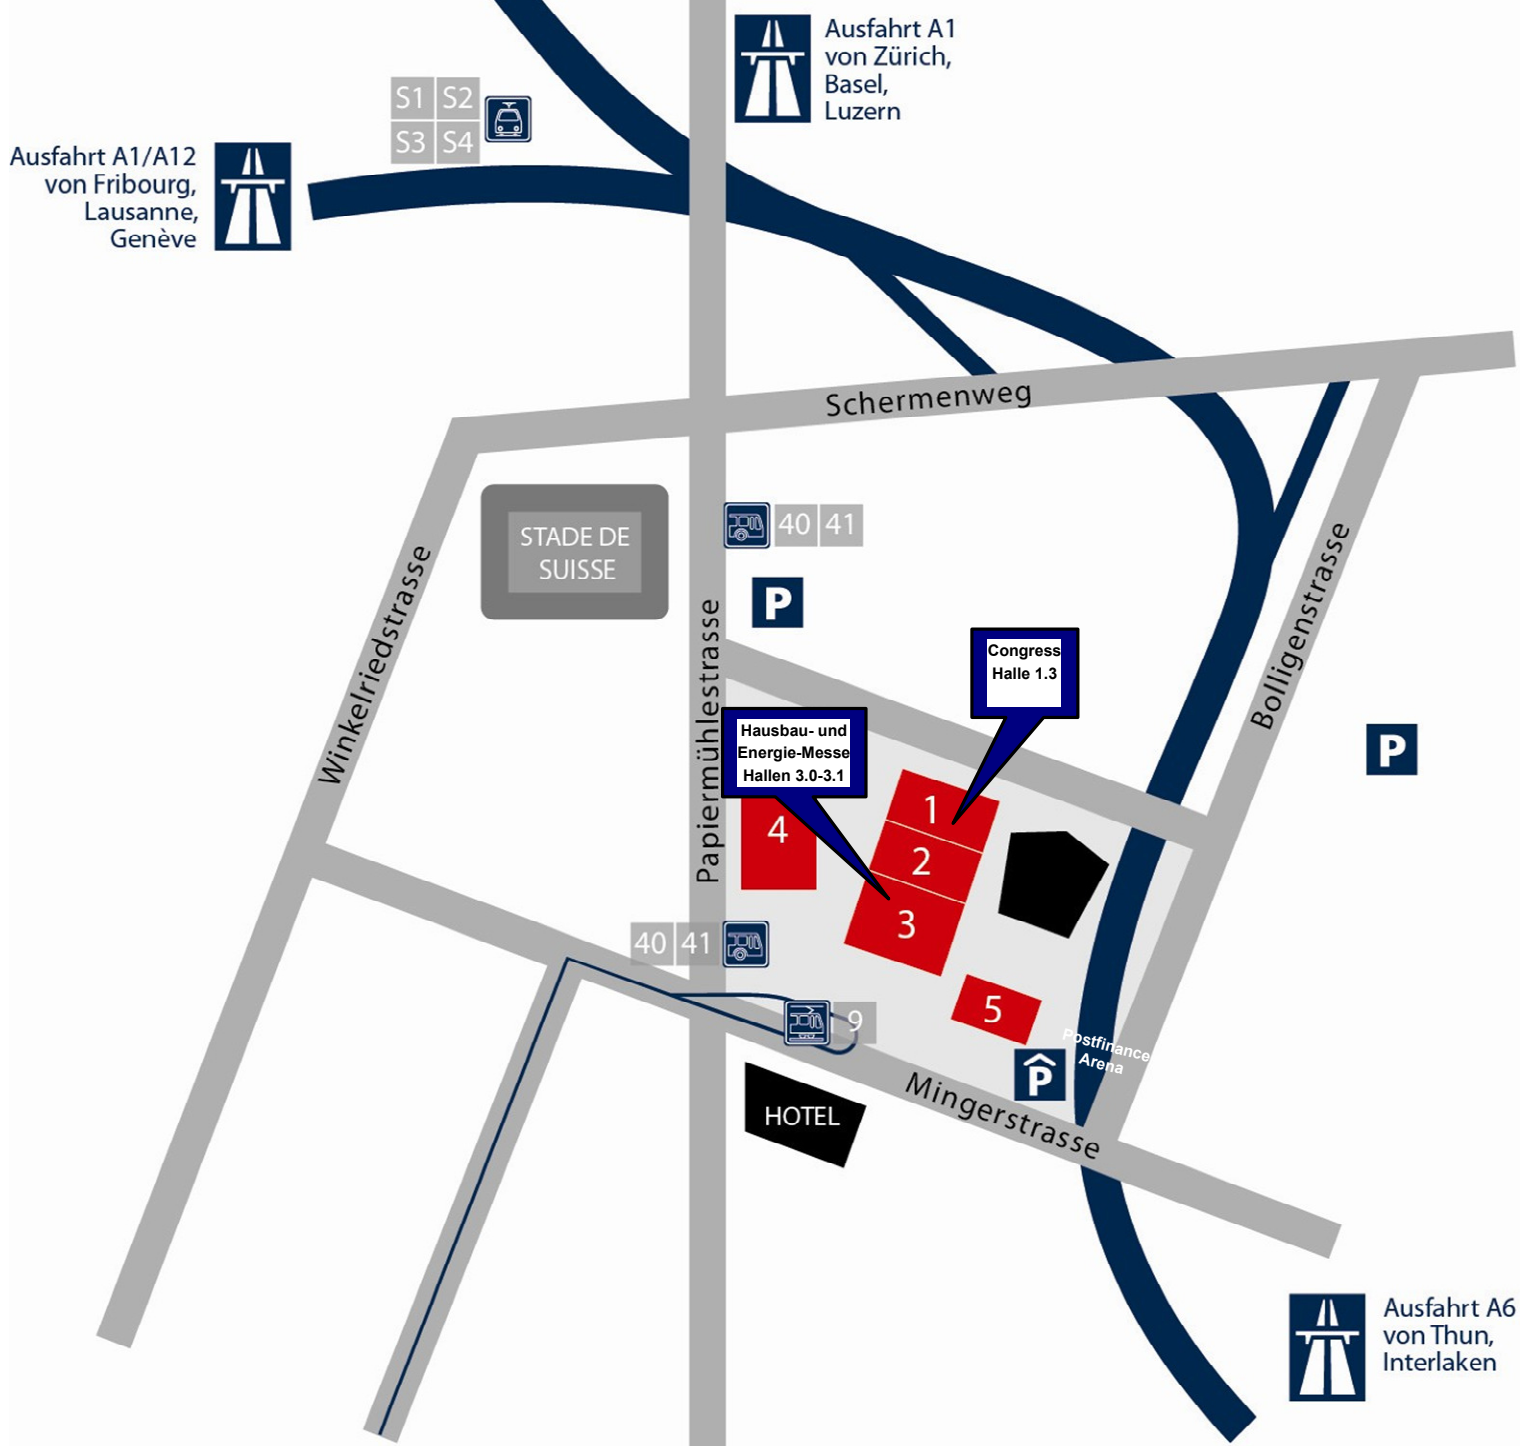 Ausfahrt A1
von Zürich,
Basel,
Luzern
S1 S2
S3 S4
Ausfahrt A1/A12
von Fribourg,
Lausanne,
Genève
Schermenweg
STADE DE
SUISSE
40 41
P
Winkelriedstrasse
Papiermühlestrasse
Bolligenstrasse
Congress
Halle 1.3
Hausbau- und
Energie-Messe
Hallen 3.0-3.1
P
1
2
3
4
5
40 41
9
Postfinance
Arena
P
Mingerstrasse
HOTEL
Ausfahrt A6
von Thun,
Interlaken